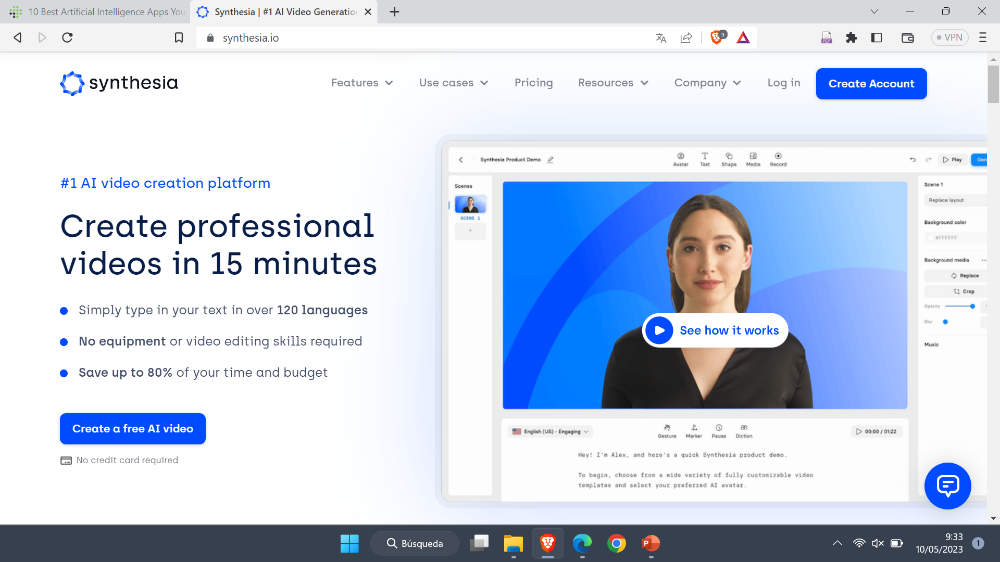 10 Best Artificial Intelligence Apps You
Synthesia | #1 AI Video Generatio
synthesia.io
9
PDF
VPN
synthesia
Features
Use cases
Pricing
Resources
Company
Log in
Create Account
#1 AI video creation platform
Create professional
videos in 15 minutes
Simply type in your text in over 120 languages
No equipment or video editing skills required
Save up to 80% of your time and budget
Create a free AI video
No credit card required
Synthesia Product Demo
Avatar
Text
Shape
Media
Record
Play
Gen
Scenes
SCENE 1
Scene 1
Replace layout
Background color
#FFFFFF
Background media
Replace
Crop
Opacity
Blur
Music
See how it works
English (US) - Engaging
Gesture
Marker
Pause
æ
Diction
00:00 / 01:22
Hey! I'm Alex, and here's a quick Synthesia product demo.
To begin, choose from a wide variety of fully customizable video
templates and select your preferred AI avatar.
Búsqueda
P
9:33
10/05/2023
1